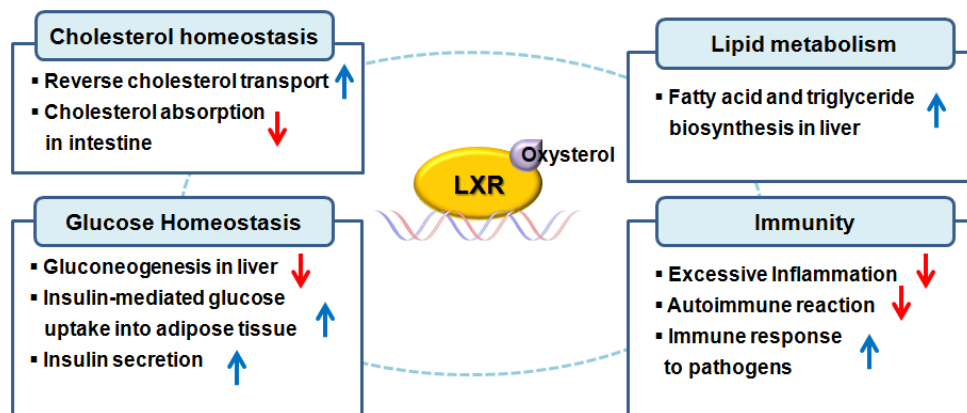 Cholesterol homeostasis
▪ Reverse cholesterol transport
▪ Cholesterol absorption
in intestine
Lipid metabolism
▪ Fatty acid and triglyceride
biosynthesis in liver
Oxysterol
LXR
Glucose Homeostasis
▪ Gluconeogenesis in liver
▪ Insulin-mediated glucose
uptake into adipose tissue
▪ Insulin secretion
Immunity
▪ Excessive Inflammation
▪ Autoimmune reaction
▪ Immune response
to pathogens